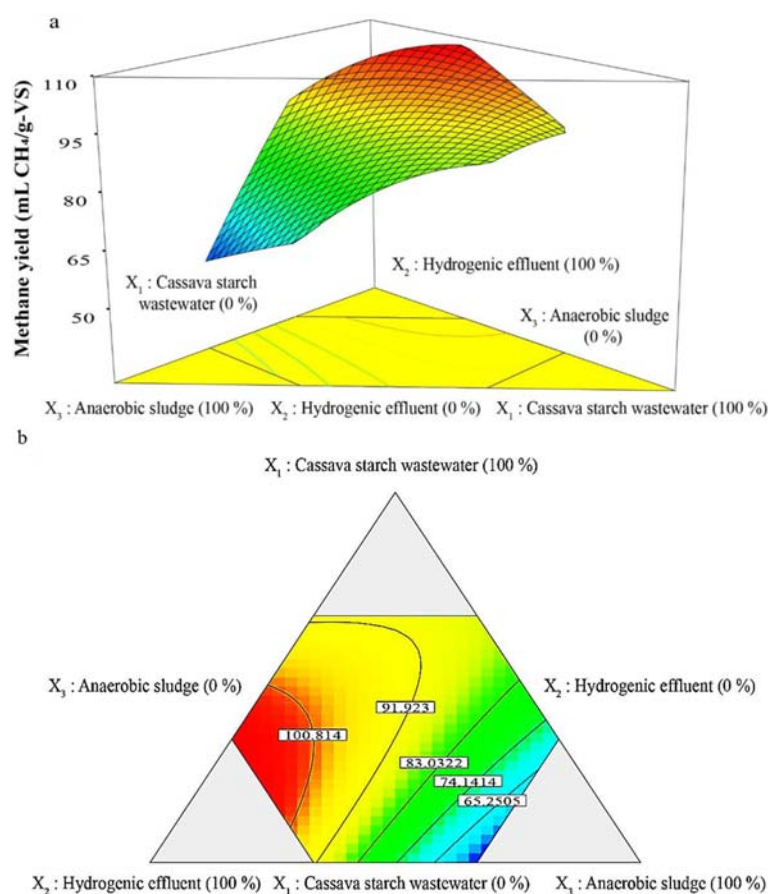 a
110
95
80
65
50
Methane yield (mL CH₄/g-VS)
X₁ : Cassava starch
wastewater (0 %)
X₂ : Hydrogenic effluent (100 %)
X₃ : Anaerobic sludge
(0 %)
X₃ : Anaerobic sludge (100 %) X₂ : Hydrogenic effluent (0 %) X₁ : Cassava starch wastewater (100 %)
b
X₁ : Cassava starch wastewater (100 %)
X₃ : Anaerobic sludge (0 %) X₂ : Hydrogenic effluent (0 %)
91.923
100.814
83.0322
74.1414
65.2505
X₂ : Hydrogenic effluent (100 %) X₁ : Cassava starch wastewater (0 %) X₃ : Anaerobic sludge (100 %)